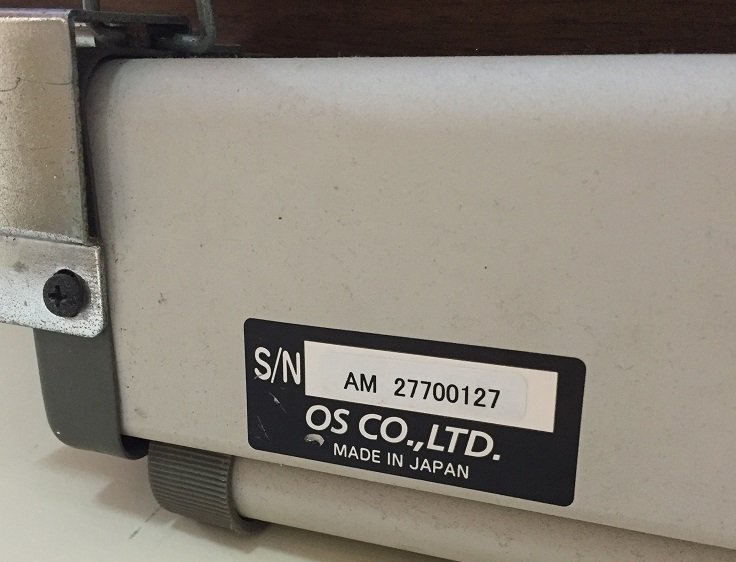 S/N AM 27700127
OS CO.,LTD.
MADE IN JAPAN